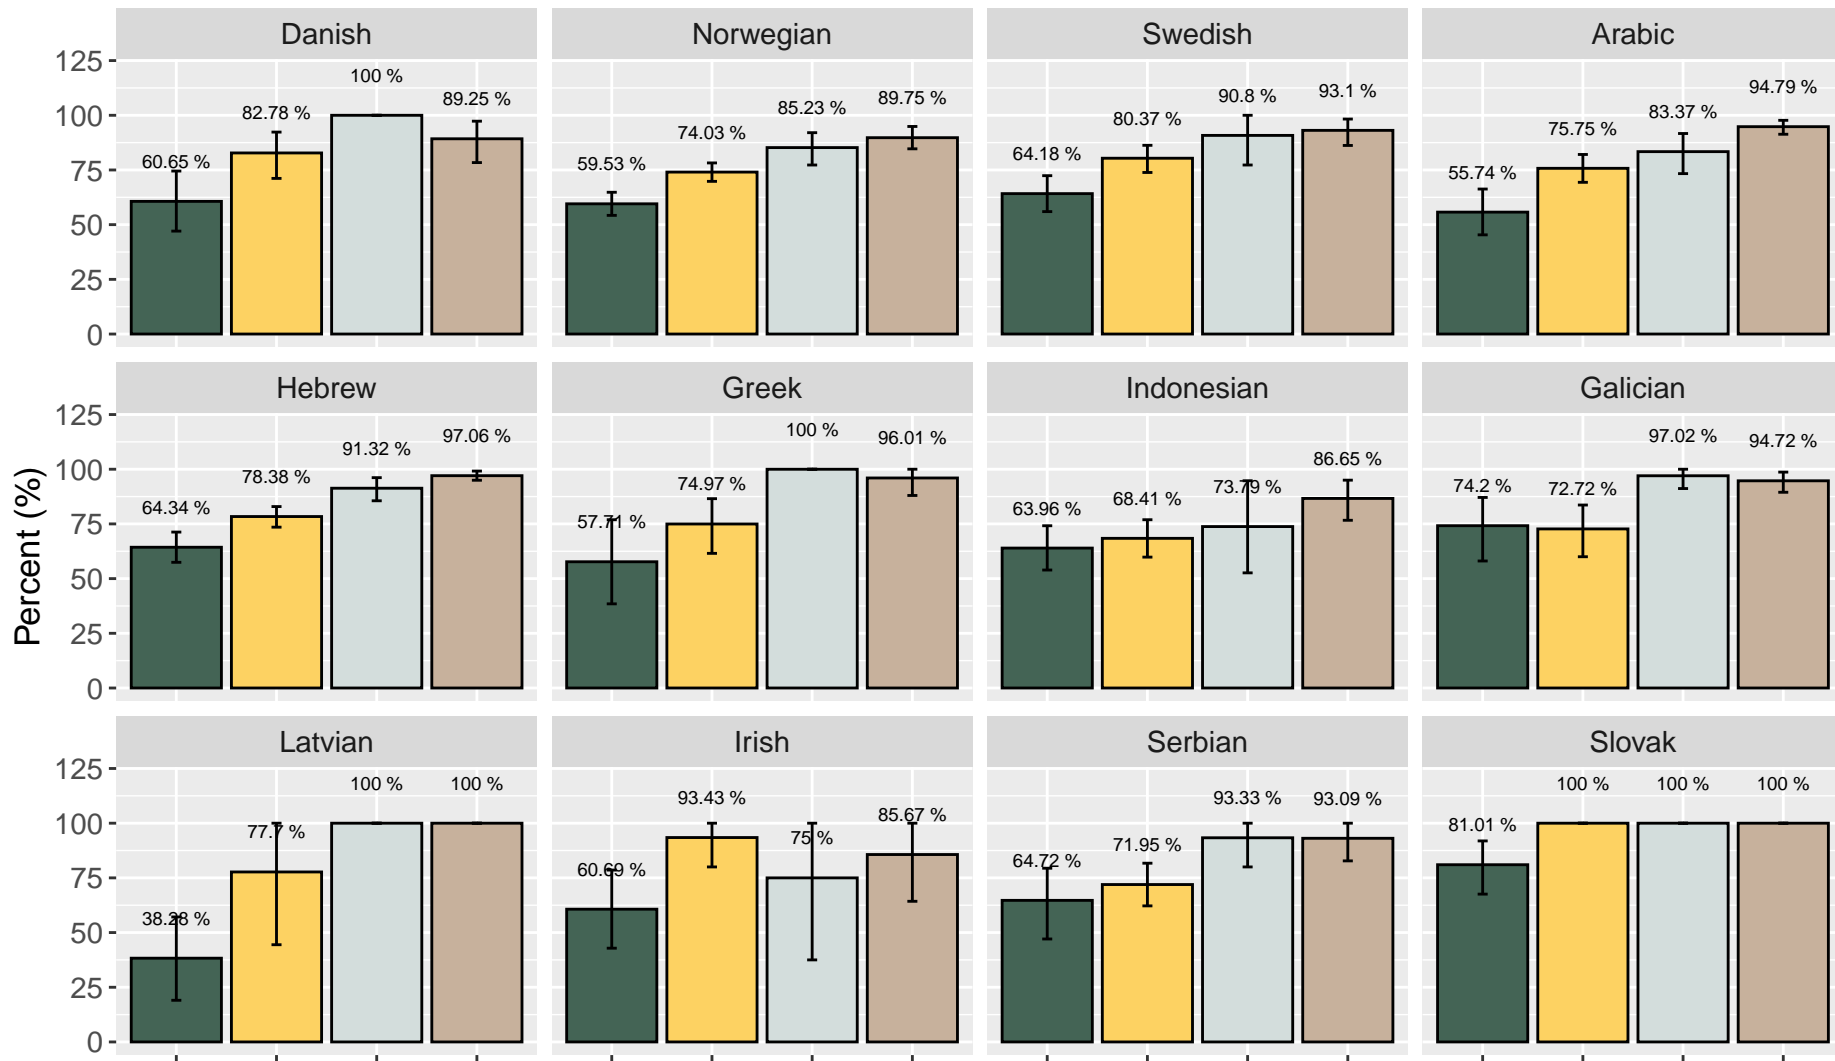 Danish Norwegian Swedish Arabic
125
100
75
50
25
0
60.65 % 82.78 % 100 % 89.25 %
59.53 % 74.03 % 85.23 % 89.75 %
64.18 % 80.37 % 90.8 % 93.1 %
55.74 % 75.75 % 83.37 % 94.79 %
Hebrew Greek Indonesian Galician
Percent (%)
125
100
75
50
25
0
64.34 % 78.38 % 91.32 % 97.06 %
57.71 % 74.97 % 100 % 96.01 %
63.96 % 68.41 % 73.79 % 86.65 %
74.2 % 72.72 % 97.02 % 94.72 %
Latvian Irish Serbian Slovak
125
100
75
50
25
0
38.28 % 77.7 % 100 % 100 %
60.69 % 93.43 % 75 % 85.67 %
64.72 % 71.95 % 93.33 % 93.09 %
81.01 % 100 % 100 % 100 %